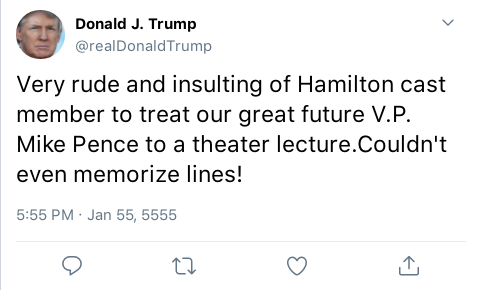 Donald J. Trump
@realDonaldTrump
Very rude and insulting of Hamilton cast
member to treat our great future V.P.
Mike Pence to a theater lecture.Couldn't
even memorize lines!
5:55 PM · Jan 55, 5555